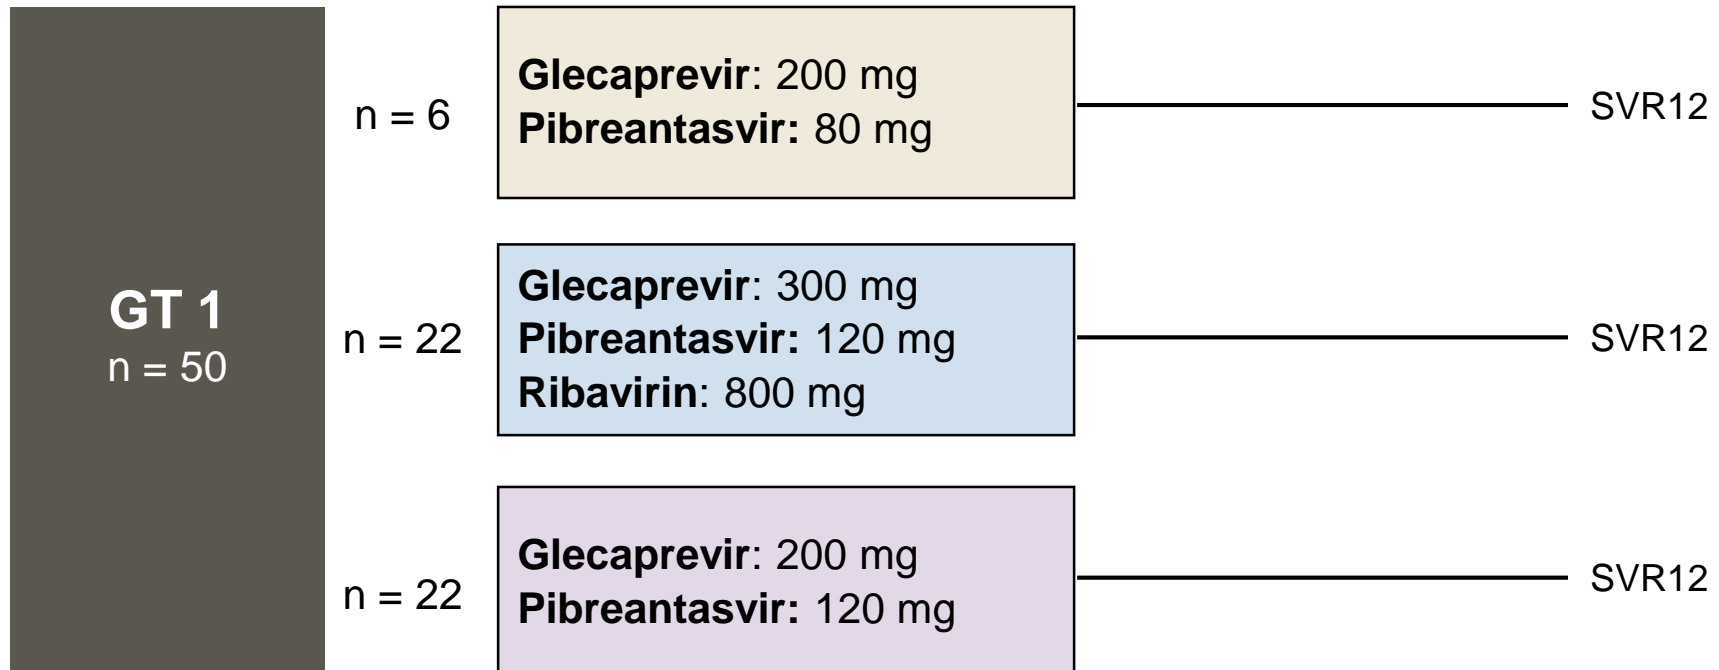 GT 1
n = 50
n = 6
Glecaprevir: 200 mg
Pibreantasvir: 80 mg
SVR12
n = 22
Glecaprevir: 300 mg
Pibreantasvir: 120 mg
Ribavirin: 800 mg
SVR12
n = 22
Glecaprevir: 200 mg
Pibreantasvir: 120 mg
SVR12